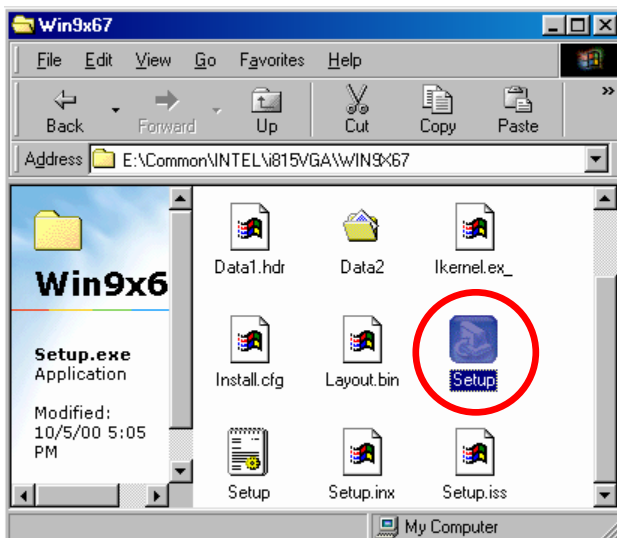 Win9x67
File Edit View Go Favorites Help
Back Forward Up Cut Copy Paste »
Address E:\Common\INTEL\i815VGA\WIN9X67
Win9x6
Setup.exe
Application
Modified:
10/5/00 5:05
PM
Data1.hdr Data2 Ikernel.ex_
Install.cfg Layout.bin Setup
Setup Setup.inx Setup.iss
My Computer